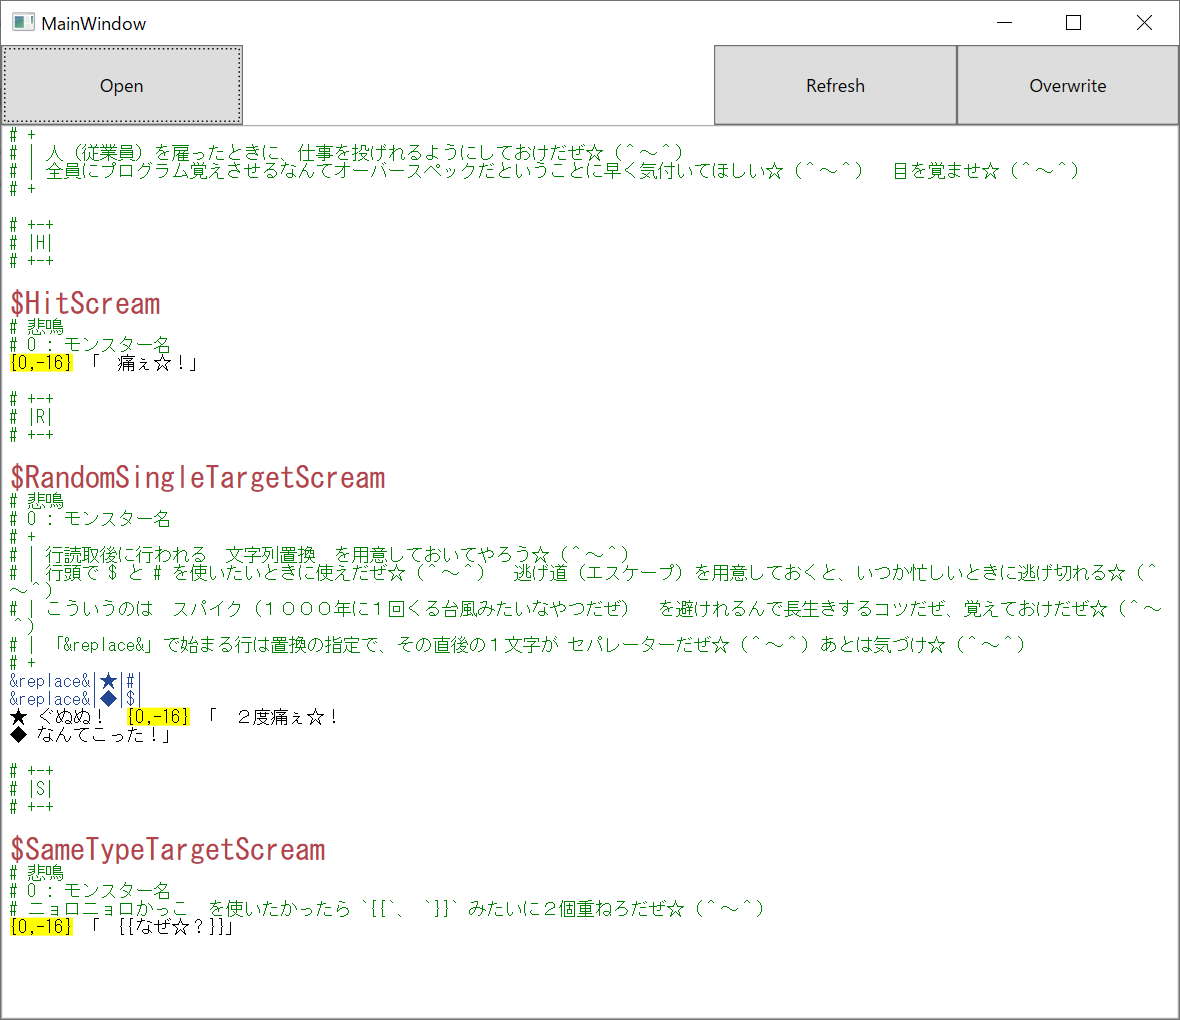 MainWindow
Open
Refresh
Overwrite
# +
# | 人（従業員）を雇ったときに、仕事を投げれるようにしておけだぜ☆（＾～＾）
# | 全員にプログラム覚えさせるなんてオーバースペックだということに早く気付いてほしい☆（＾～＾）　目を覚ませ☆（＾～＾）
# +
# +-+
# |H|
# +-+
$HitScream
# 悲鳴
# 0 : モンスター名
{0,-16} 「　痛ぇ☆！」
# +-+
# |R|
# +-+
$RandomSingleTargetScream
# 悲鳴
# 0 : モンスター名
# +
# | 行読取後に行われる　文字列置換　を用意しておいてやろう☆（＾～＾）
# | 行頭で $ と # を使いたいときに使えだぜ☆（＾～＾）　逃げ道（エスケープ）を用意しておくと、いつか忙しいときに逃げ切れる☆（＾
～＾）
# | こういうのは　スパイク（１０００年に１回くる台風みたいなやつだぜ）　を避けれるんで長生きするコツだぜ、覚えておけだぜ☆（＾～
＾）
# | 「&replace&」で始まる行は置換の指定で、その直後の１文字が セパレーターだぜ☆（＾～＾）あとは気づけ☆（＾～＾）
# +
&replace&|★|#|
&replace&|◆|$|
★ ぐぬぬ！　{0,-16} 「　２度痛ぇ☆！
◆ なんてこった！」
# +-+
# |S|
# +-+
$SameTypeTargetScream
# 悲鳴
# 0 : モンスター名
# ニョロニョロかっこ　を使いたかったら `{{`、 `}}` みたいに２個重ねろだぜ☆（＾～＾）
{0,-16} 「　{{なぜ☆？}}」